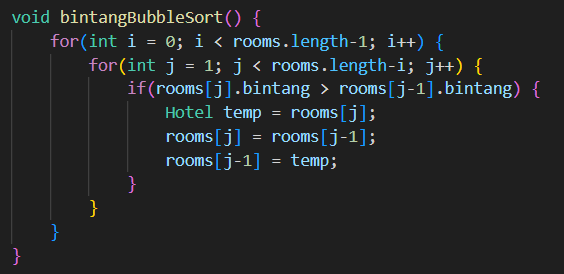 void bintangBubbleSort() {
    for(int i = 0; i < rooms.length-1; i++) {
        for(int j = 1; j < rooms.length-i; j++) {
            if(rooms[j].bintang > rooms[j-1].bintang) {
                Hotel temp = rooms[j];
                rooms[j] = rooms[j-1];
                rooms[j-1] = temp;
            }
        }
    }
}